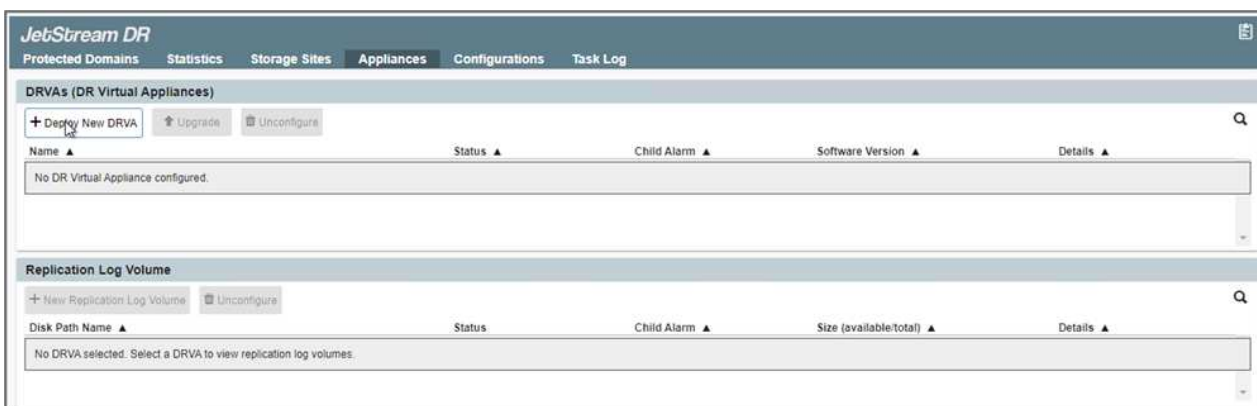 JetStream DR
Protected Domains Statistics Storage Sites Appliances Configurations Task Log
DRVAs (DR Virtual Appliances)
+ Deploy New DRVA Upgrade Unconfigure
Name ▲ Status ▲ Child Alarm ▲ Software Version ▲ Details ▲
No DR Virtual Appliance configured.
Replication Log Volume
+ New Replication Log Volume Unconfigure
Disk Path Name ▲ Status Child Alarm ▲ Size (available/total) ▲ Details ▲
No DRVA selected. Select a DRVA to view replication log volumes.